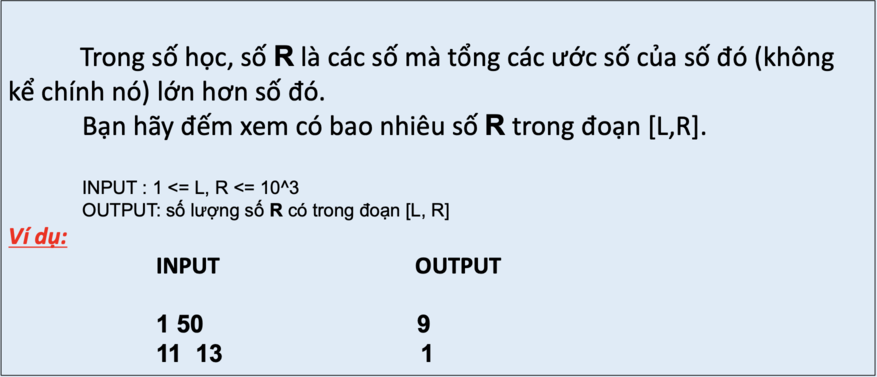 Trong số học, số R là các số mà tổng các ước số của số đó (không
kể chính nó) lớn hơn số đó.
Bạn hãy đếm xem có bao nhiêu số R trong đoạn [L,R].
INPUT : 1 <= L, R <= 10^3
OUTPUT: số lượng số R có trong đoạn [L, R]
Ví dụ:
INPUT OUTPUT
1 50 9
11 13 1